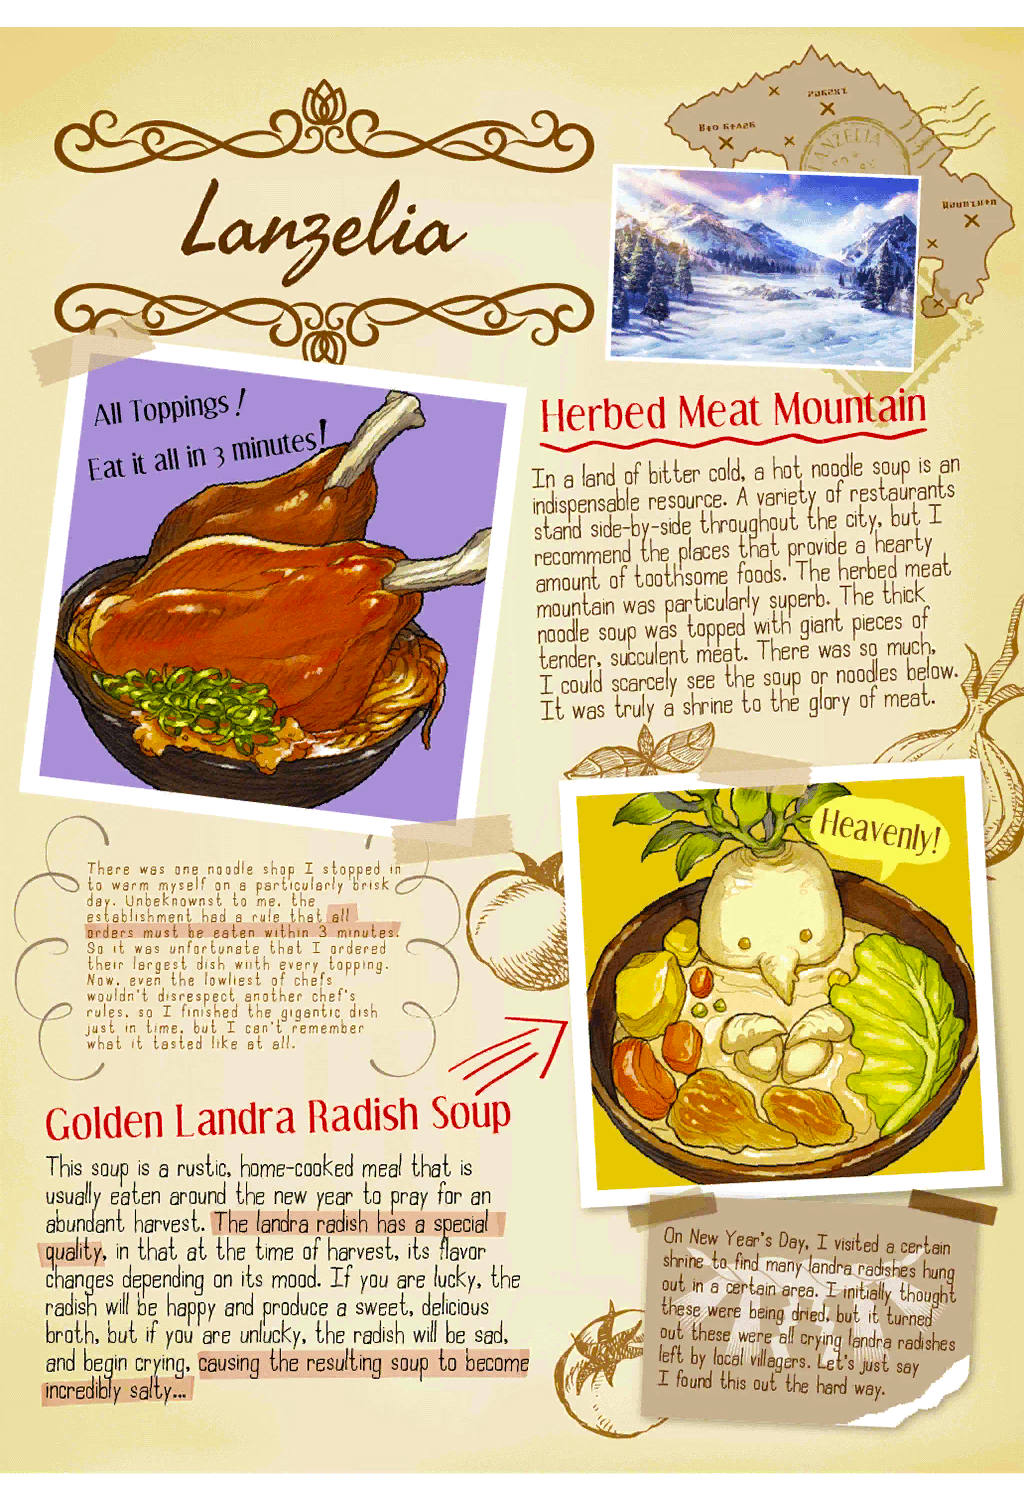 Lanzelia
LANZELIA
All Toppings!
Eat it all in 3 minutes!
Herbed Meat Mountain
In a land of bitter cold, a hot noodle soup is an
indispensable resource. A variety of restaurants
stand side-by-side throughout the city, but I
recommend the places that provide a hearty
amount of toothsome foods. The herbed meat
mountain was particularly superb. The thick
noodle soup was topped with giant pieces of
tender, succulent meat. There was so much,
I could scarcely see the soup or noodles below.
It was truly a shrine to the glory of meat.
There was one noodle shop I stopped in
to warm myself on a particularly brisk
day. Unbeknownst to me, the
establishment had a rule that all
orders must be eaten within 3 minutes.
So it was unfortunate that I ordered
their largest dish wiith every topping.
Now, even the lowliest of chefs
wouldn't disrespect another chef's
rules, so I finished the gigantic dish
just in time, but I can't remember
what it tasted like at all.
Heavenly!
Golden Landra Radish Soup
This soup is a rustic, home-cooked meal that is
usually eaten around the new year to pray for an
abundant harvest. The landra radish has a special
quality, in that at the time of harvest, its flavor
changes depending on its mood. If you are lucky, the
radish will be happy and produce a sweet, delicious
broth, but if you are unlucky, the radish will be sad,
and begin crying, causing the resulting soup to become
incredibly salty...
On New Year's Day, I visited a certain
shrine to find many landra radishes hung
out in a certain area. I initially thought
these were being dried, but it turned
out these were all crying landra radishes
left by local villagers. Let's just say
I found this out the hard way.